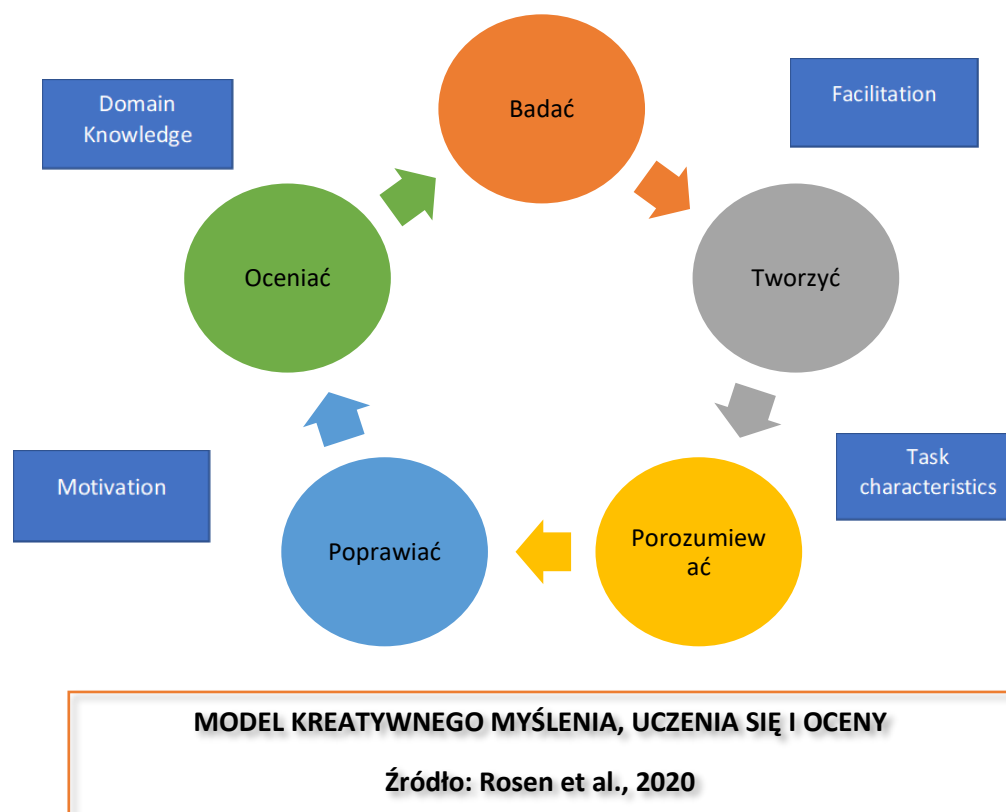 Badać
Domain
Knowledge
Facilitation
Oceniać
Tworzyć
Motivation
Task
characteristics
Poprawiać
Porozumiew
ać
MODEL KREATYWNEGO MYŚLENIA, UCZENIA SIĘ I OCENY
Źródło: Rosen et al., 2020